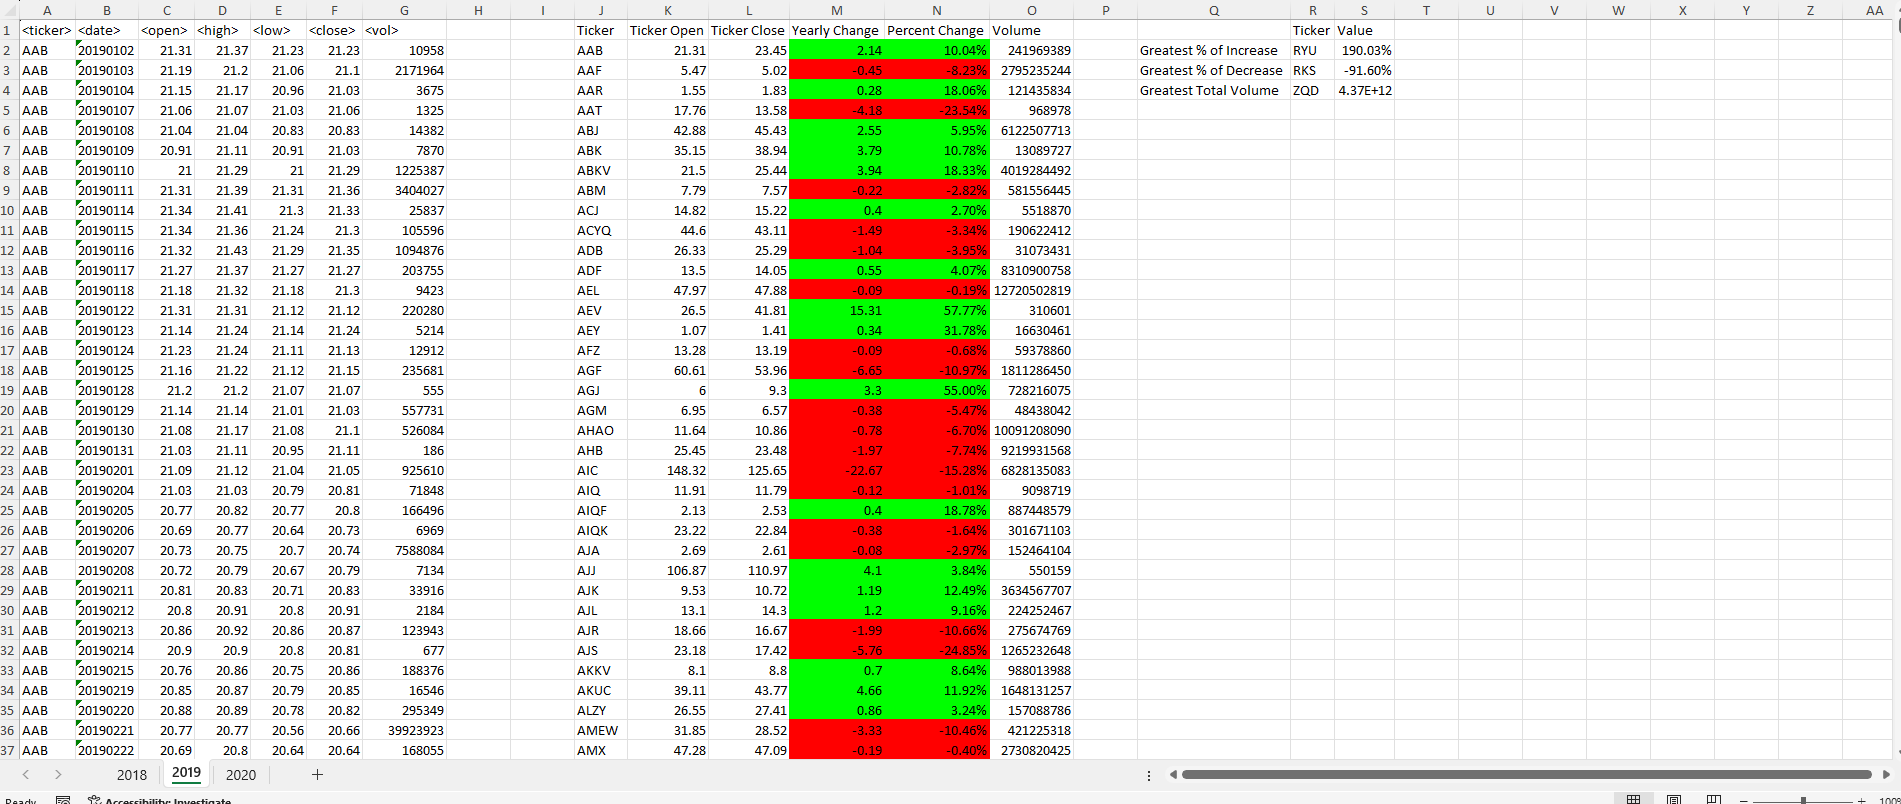 A B C D E F G H I J K L M N O P Q R S T U V W X Y Z AA
1 <ticker> <date> <open> <high> <low> <close> <vol> Ticker Ticker Open Ticker Close Yearly Change Percent Change Volume Ticker Value
2 AAB 20190102 21.31 21.37 21.23 21.23 10958 AAB 21.31 23.45 2.14 10.04% 241969389 Greatest % of Increase RYU 190.03%
3 AAB 20190103 21.19 21.2 21.06 21.1 2171964 AAF 5.47 5.02 -0.45 -8.23% 2795235244 Greatest % of Decrease RKS -91.60%
4 AAB 20190104 21.15 21.17 20.96 21.03 3675 AAR 1.55 1.83 0.28 18.06% 121435834 Greatest Total Volume ZQD 4.37E+12
5 AAB 20190107 21.06 21.07 21.03 21.06 1325 AAT 17.76 13.58 -4.18 -23.54% 968978
6 AAB 20190108 21.04 21.04 20.83 20.83 14382 ABJ 42.88 45.43 2.55 5.95% 6122507713
7 AAB 20190109 20.91 21.11 20.91 21.03 7870 ABK 35.15 38.94 3.79 10.78% 13089727
8 AAB 20190110 21 21.29 21 21.29 1225387 ABKV 21.5 25.44 3.94 18.33% 4019284492
9 AAB 20190111 21.31 21.39 21.31 21.36 3404027 ABM 7.79 7.57 -0.22 -2.82% 581556445
10 AAB 20190114 21.34 21.41 21.3 21.33 25837 ACJ 14.82 15.22 0.4 2.70% 5518870
11 AAB 20190115 21.34 21.36 21.24 21.3 105596 ACYQ 44.6 43.11 -1.49 -3.34% 190622412
12 AAB 20190116 21.32 21.43 21.29 21.35 1094876 ADB 26.33 25.29 -1.04 -3.95% 31073431
13 AAB 20190117 21.27 21.37 21.27 21.27 203755 ADF 13.5 14.05 0.55 4.07% 8310900758
14 AAB 20190118 21.18 21.32 21.18 21.3 9423 AEL 47.97 47.88 -0.09 -0.19% 12720502819
15 AAB 20190122 21.31 21.31 21.12 21.12 220280 AEV 26.5 41.81 15.31 57.77% 310601
16 AAB 20190123 21.14 21.24 21.14 21.24 5214 AEY 1.07 1.41 0.34 31.78% 16630461
17 AAB 20190124 21.23 21.24 21.11 21.13 12912 AFZ 13.28 13.19 -0.09 -0.68% 59378860
18 AAB 20190125 21.16 21.22 21.12 21.15 235681 AGF 60.61 53.96 -6.65 -10.97% 1811286450
19 AAB 20190128 21.2 21.2 21.07 21.07 555 AGJ 6 9.3 3.3 55.00% 728216075
20 AAB 20190129 21.14 21.14 21.01 21.03 557731 AGM 6.95 6.57 -0.38 -5.47% 48438042
21 AAB 20190130 21.08 21.17 21.08 21.1 526084 AHAO 11.64 10.86 -0.78 -6.70% 10091208090
22 AAB 20190131 21.03 21.11 20.95 21.11 186 AHB 25.45 23.48 -1.97 -7.74% 9219931568
23 AAB 20190201 21.09 21.12 21.04 21.05 925610 AIC 148.32 125.65 -22.67 -15.28% 6828135083
24 AAB 20190204 21.03 21.03 20.79 20.81 71848 AIQ 11.91 11.79 -0.12 -1.01% 9098719
25 AAB 20190205 20.77 20.82 20.77 20.8 166496 AIQF 2.13 2.53 0.4 18.78% 887448579
26 AAB 20190206 20.69 20.77 20.64 20.73 6969 AIQK 23.22 22.84 -0.38 -1.64% 301671103
27 AAB 20190207 20.73 20.75 20.7 20.74 7588084 AJA 2.69 2.61 -0.08 -2.97% 152464104
28 AAB 20190208 20.72 20.79 20.67 20.79 7134 AJJ 106.87 110.97 4.1 3.84% 550159
29 AAB 20190211 20.81 20.83 20.71 20.83 33916 AJK 9.53 10.72 1.19 12.49% 3634567707
30 AAB 20190212 20.8 20.91 20.8 20.91 2184 AJL 13.1 14.3 1.2 9.16% 224252467
31 AAB 20190213 20.86 20.92 20.86 20.87 123943 AJR 18.66 16.67 -1.99 -10.66% 275674769
32 AAB 20190214 20.9 20.9 20.8 20.81 677 AJS 23.18 17.42 -5.76 -24.85% 1265232648
33 AAB 20190215 20.76 20.86 20.75 20.86 188376 AKKV 8.1 8.8 0.7 8.64% 988013988
34 AAB 20190219 20.85 20.87 20.79 20.85 16546 AKUC 39.11 43.77 4.66 11.92% 1648131257
35 AAB 20190220 20.88 20.89 20.78 20.82 295349 ALZY 26.55 27.41 0.86 3.24% 157088786
36 AAB 20190221 20.77 20.77 20.56 20.66 39923923 AMEW 31.85 28.52 -3.33 -10.46% 421225318
37 AAB 20190222 20.69 20.8 20.64 20.64 168055 AMX 47.28 47.09 -0.19 -0.40% 2730820425
2018 2019 2020
Ready Accessibility: Investigate 100%